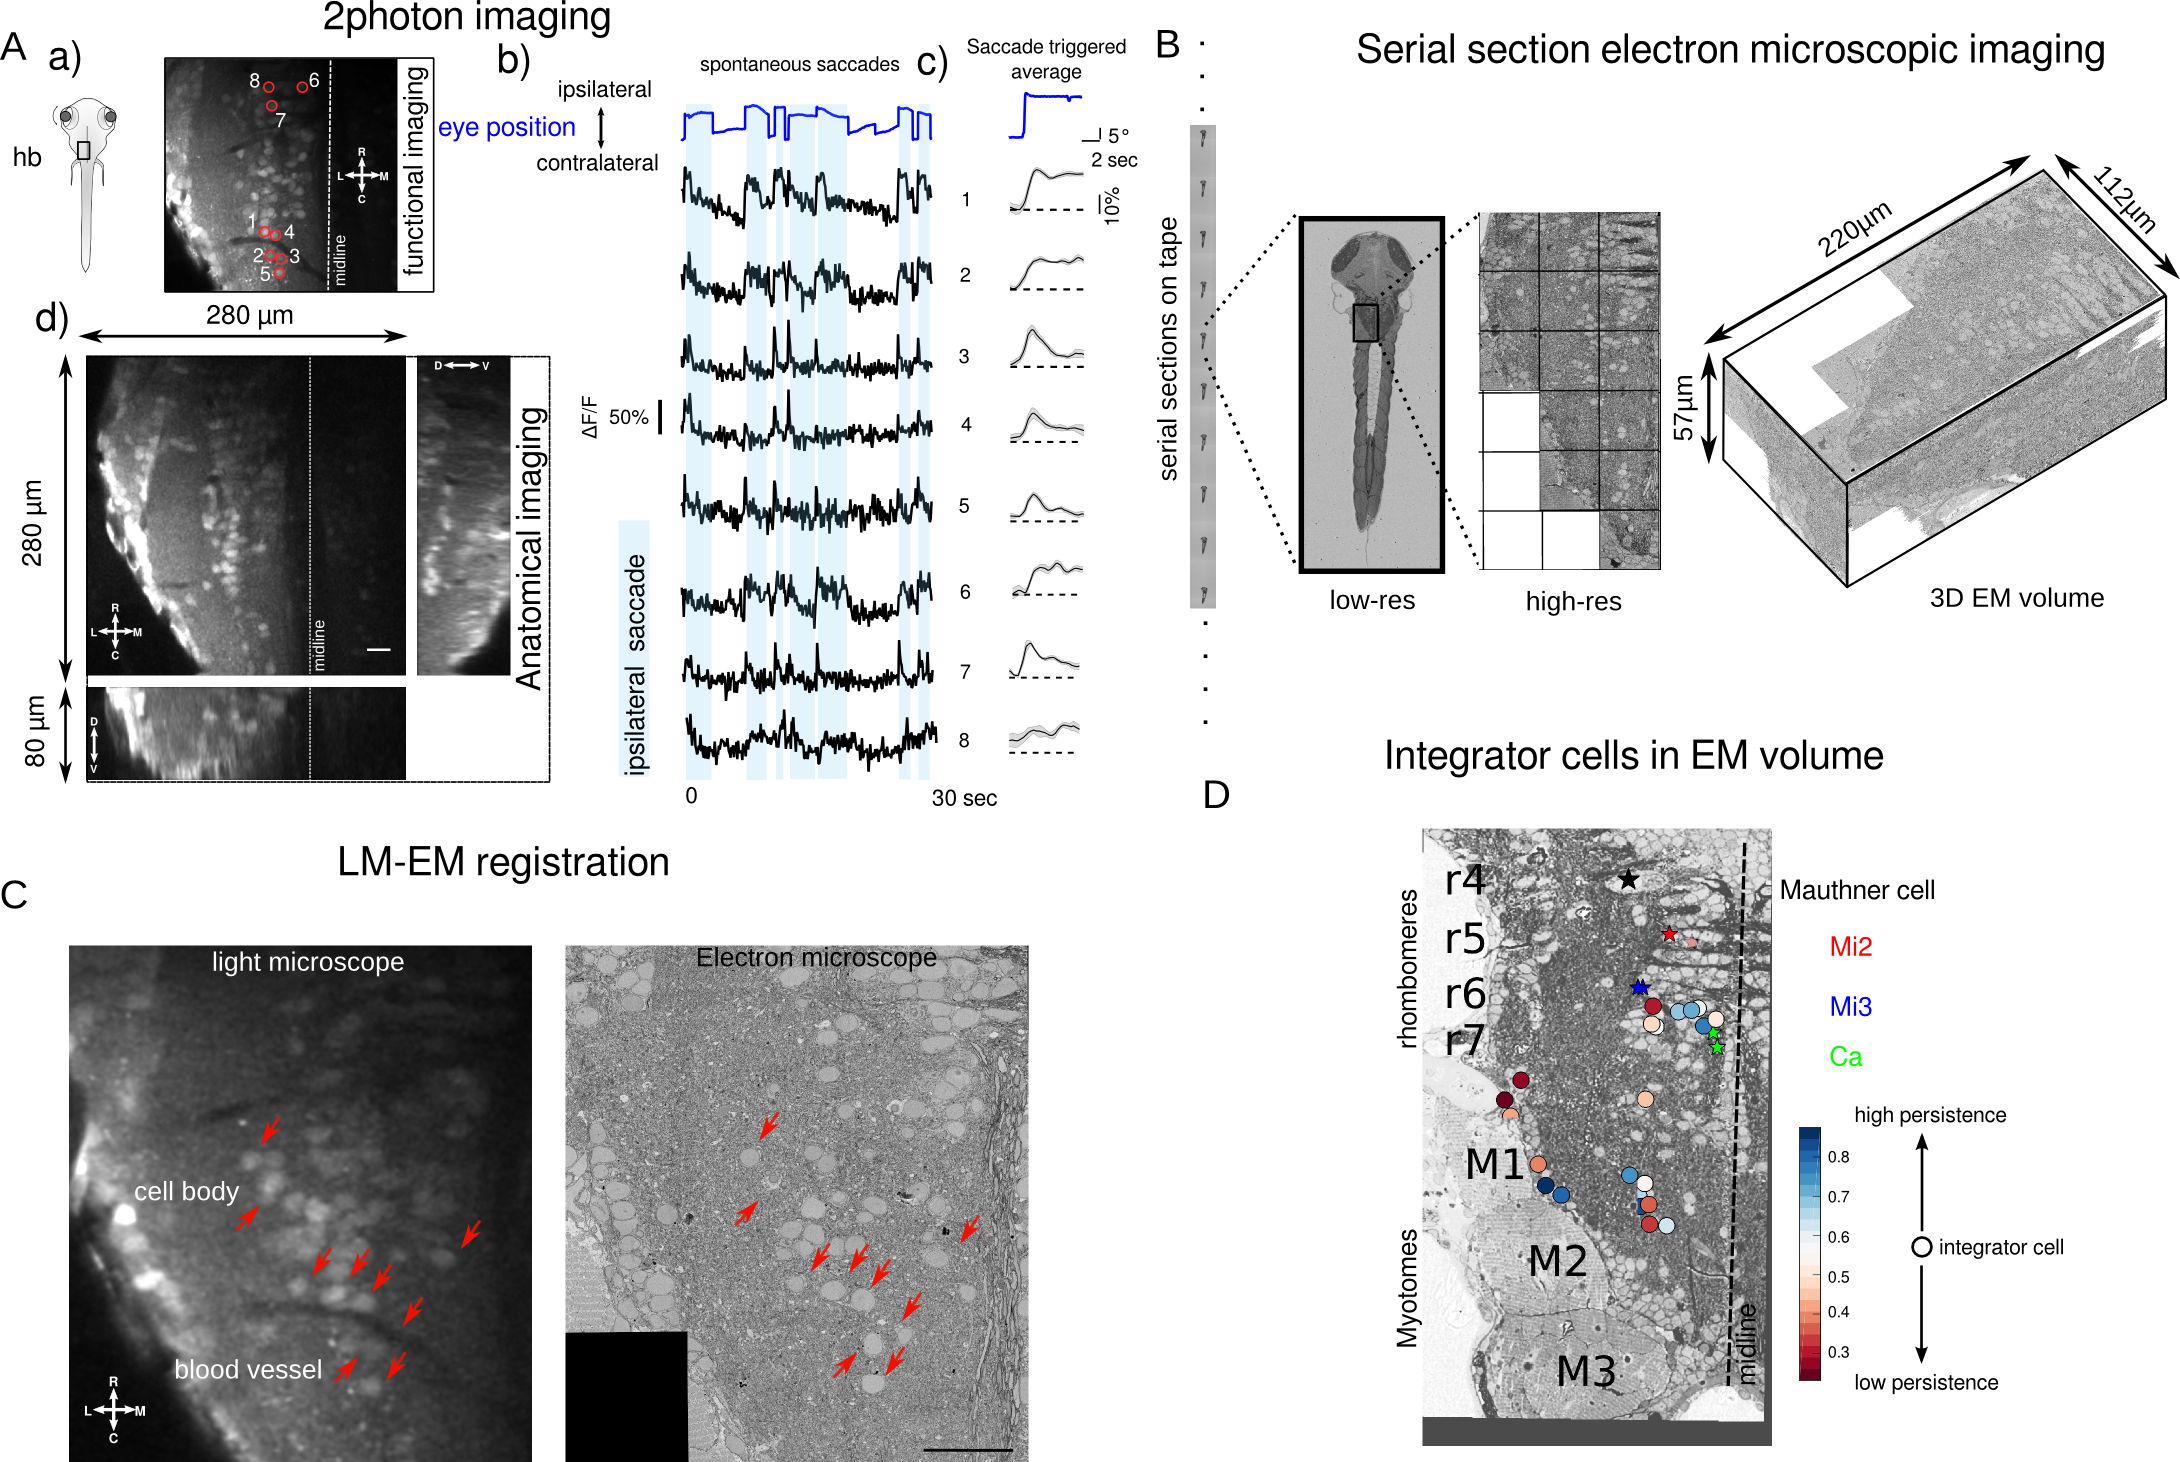 2photon imaging
A
a)
hb
8
6
7
1
4
2
3
5
R
L
M
C
midline
functional imaging
b)
spontaneous saccades
ipsilateral
eye position
contralateral
c)
Saccade triggered
average
5°
2 sec
10%
1
2
3
4
5
6
7
8
ΔF/F
50%
ipsilateral saccade
0
30 sec
d)
280 µm
280 µm
80 µm
R
L
M
C
midline
D
V
D
V
Anatomical imaging
B
Serial section electron microscopic imaging
serial sections on tape
low-res
high-res
220µm
112µm
57µm
3D EM volume
LM-EM registration
C
light microscope
cell body
blood vessel
R
L
M
C
Electron microscope
Integrator cells in EM volume
D
rhombomeres
r4
r5
r6
r7
Myotomes
M1
M2
M3
midline
Mauthner cell
Mi2
Mi3
Ca
high persistence
0.8
0.7
0.6
0.5
0.4
0.3
integrator cell
low persistence